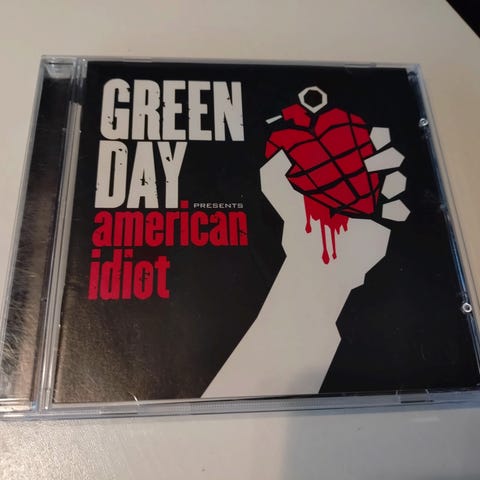 GREEN
DAY.
PRESENTS
american
idiot